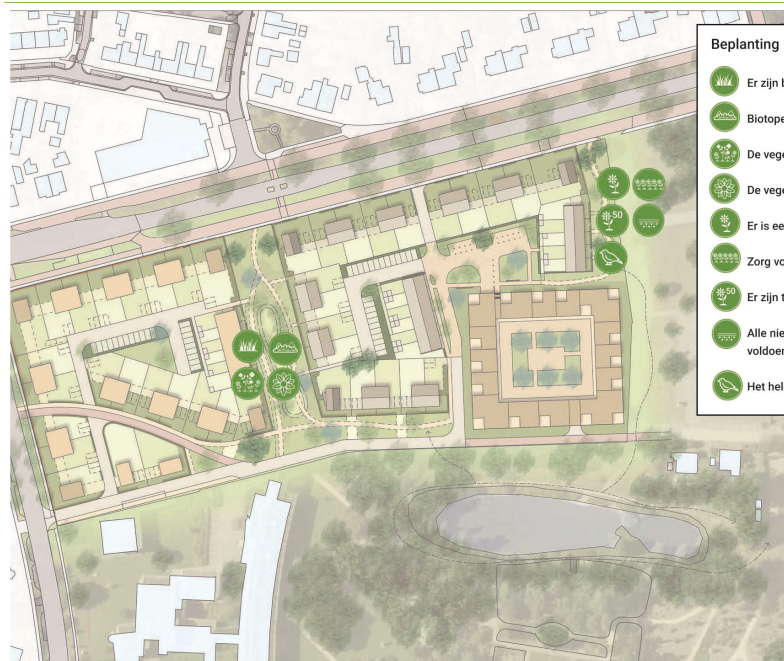 Beplanting
Er zijn
Biotope
De vege
De vege
Er is ee
Zorg vo
50
Er zijn t
Alle nie
voldoen
Het hel
50